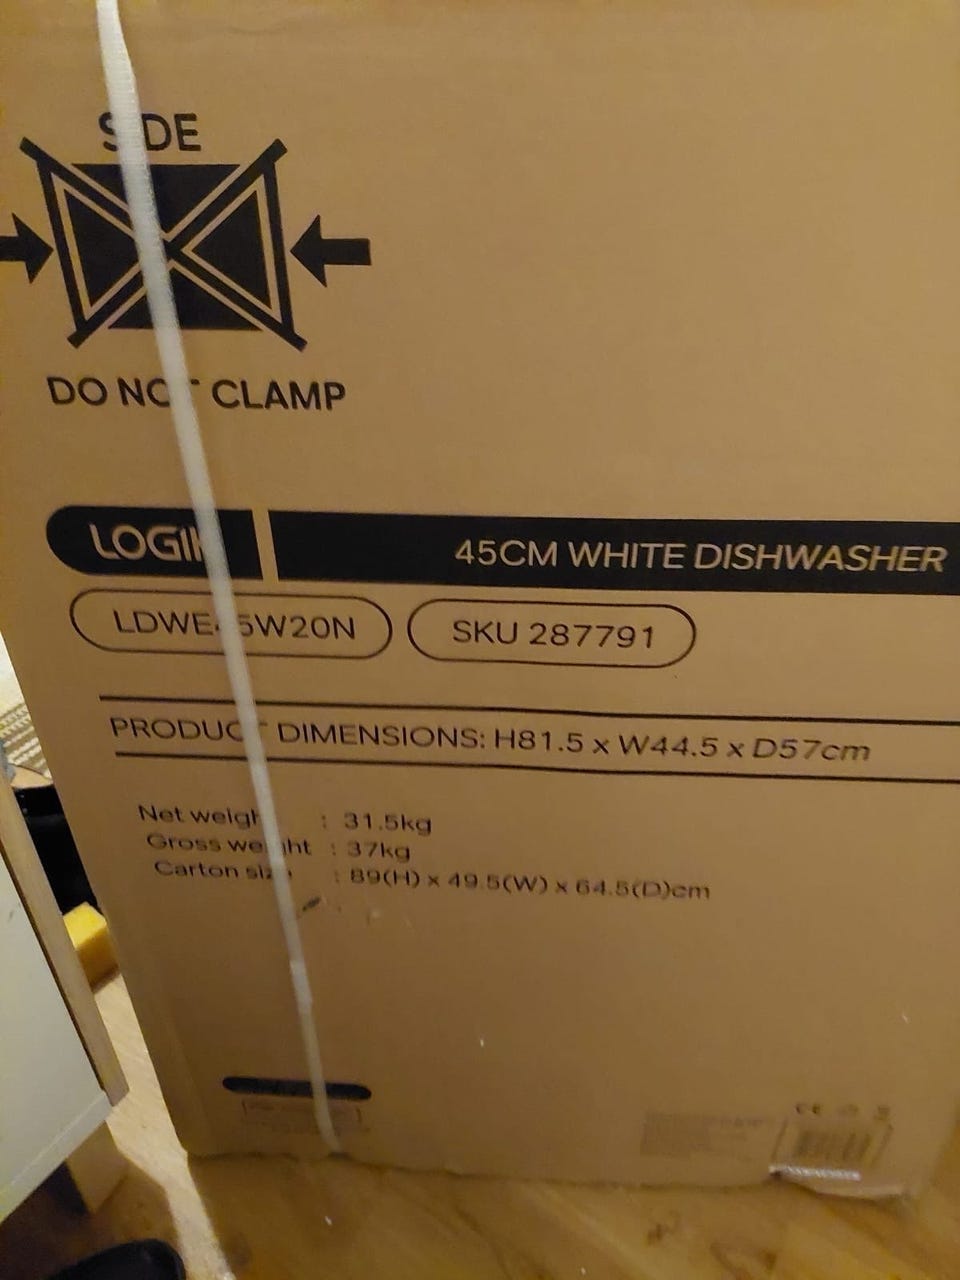 SIDE
DO NOT CLAMP
LOGIK 45CM WHITE DISHWASHER
LDWE45W20N SKU 287791
PRODUCT DIMENSIONS: H81.5 x W44.5 x D57cm
Net weight : 31.5kg
Gross weight : 37kg
Carton size : 89(H) x 49.5(W) x 64.5(D)cm
CE